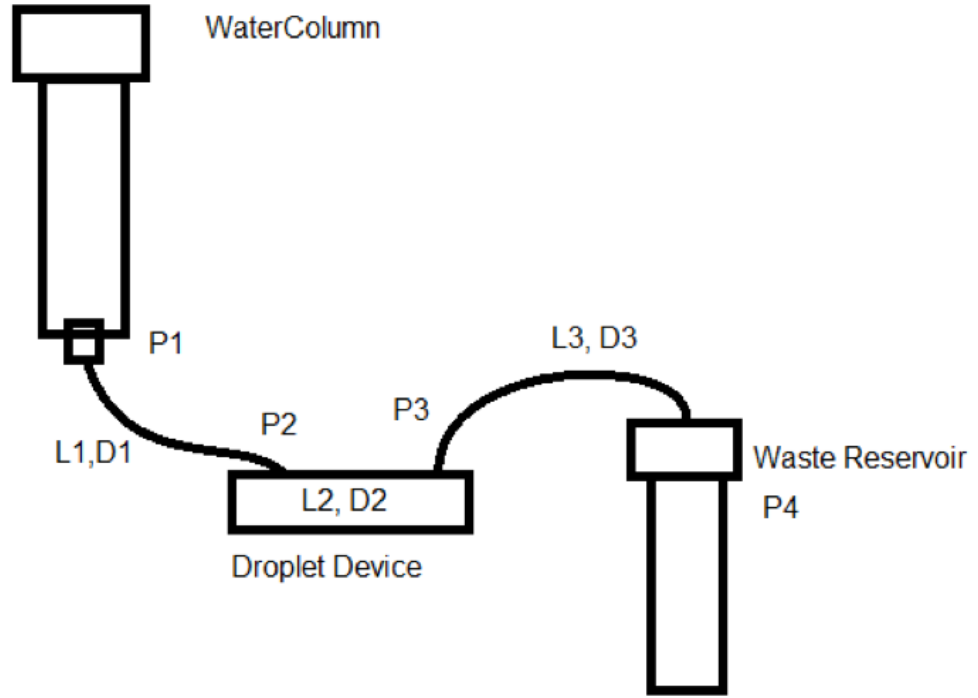 WaterColumn
P1
L3, D3
P2
P3
L1,D1
Waste Reservoir
L2, D2
P4
Droplet Device